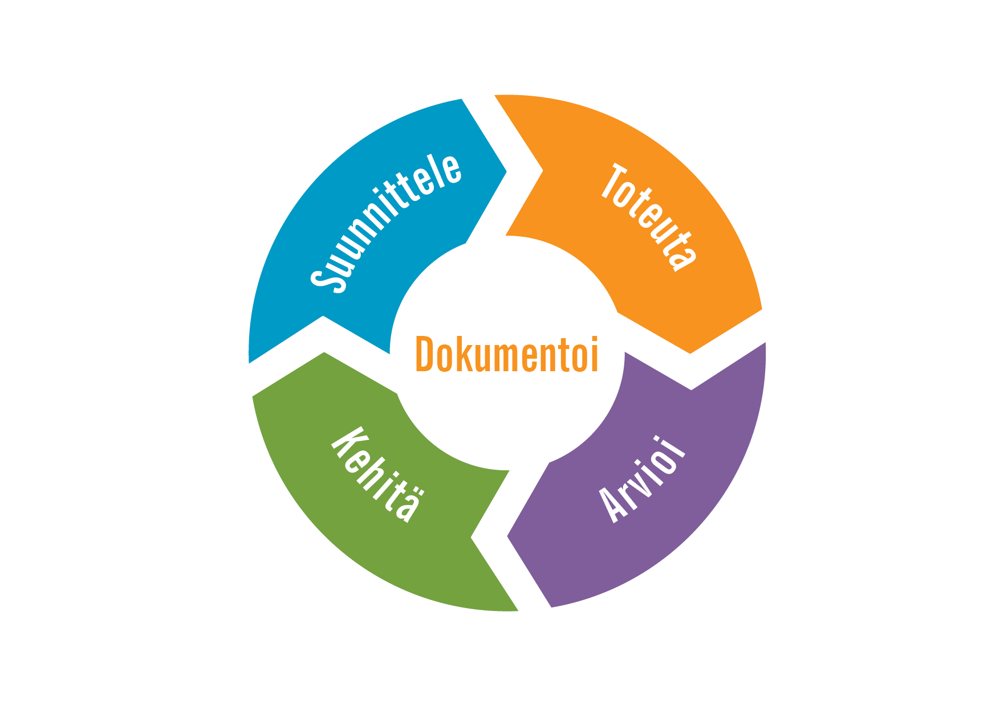 Suunnittele
Toteuta
Dokumentoi
Arvioi
Kehitä